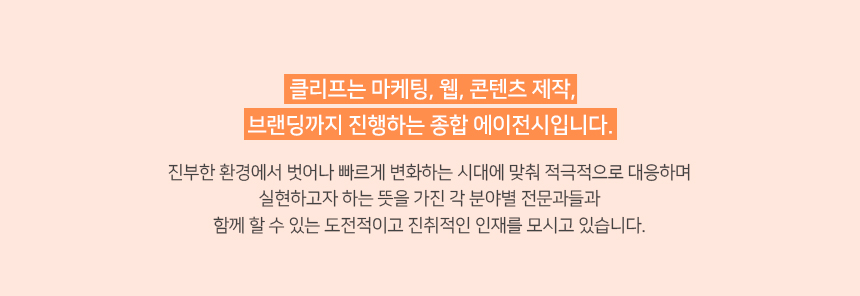 클리프는 마케팅, 웹, 콘텐츠 제작,
브랜딩까지 진행하는 종합 에이전시입니다.
진부한 환경에서 벗어나 빠르게 변화하는 시대에 맞춰 적극적으로 대응하며
실현하고자 하는 뜻을 가진 각 분야별 전문과들과
함께 할 수 있는 도전적이고 진취적인 인재를 모시고 있습니다.